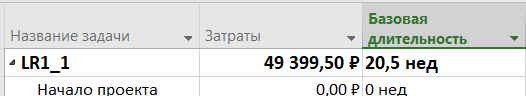 Название задачи Затраты Базовая длительность
LR1_1 49 399,50 ₽ 20,5 нед
Начало проекта 0,00 ₽ 0 нед